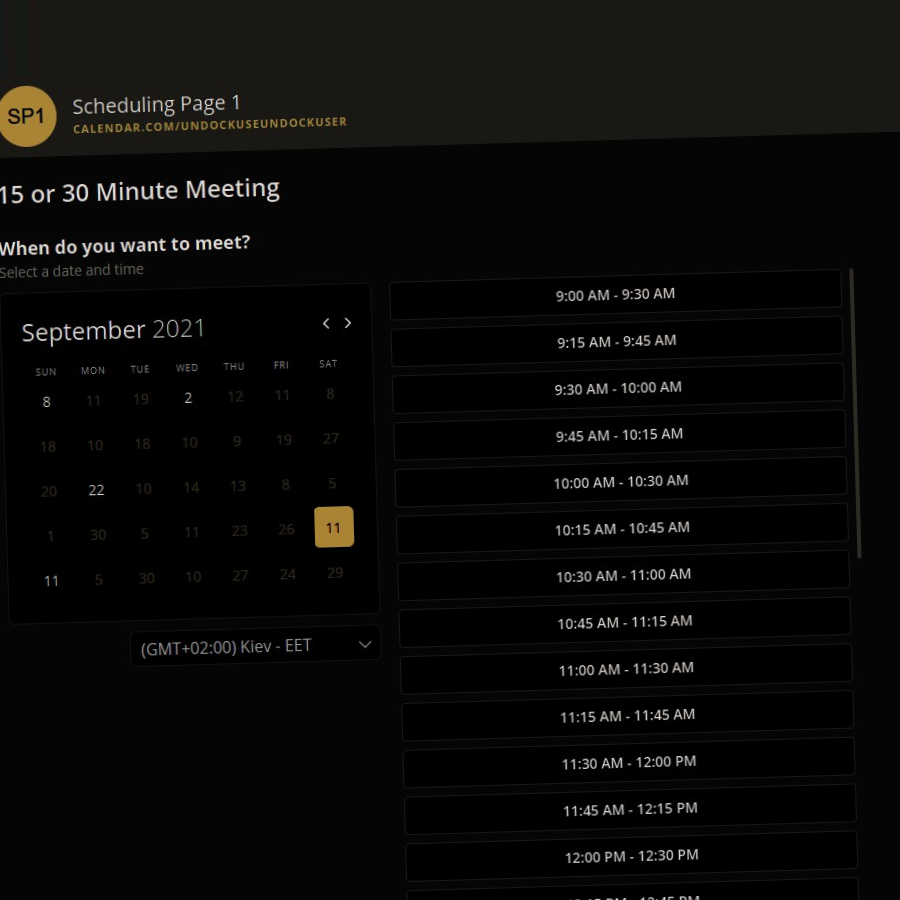 SP1
Scheduling Page 1
CALENDAR.COM/UNDOCKUSEUNDOCKUSER
15 or 30 Minute Meeting
When do you want to meet?
Select a date and time
September 2021
SUN MON TUE WED THU FRI SAT
8 11 19 2 12 11 8
18 10 18 10 9 19 27
20 22 10 14 13 8 5
1 30 5 11 23 26 11
11 5 30 10 27 24 29
(GMT+02:00) Kiev - EET
9:00 AM - 9:30 AM
9:15 AM - 9:45 AM
9:30 AM - 10:00 AM
9:45 AM - 10:15 AM
10:00 AM - 10:30 AM
10:15 AM - 10:45 AM
10:30 AM - 11:00 AM
10:45 AM - 11:15 AM
11:00 AM - 11:30 AM
11:15 AM - 11:45 AM
11:30 AM - 12:00 PM
11:45 AM - 12:15 PM
12:00 PM - 12:30 PM